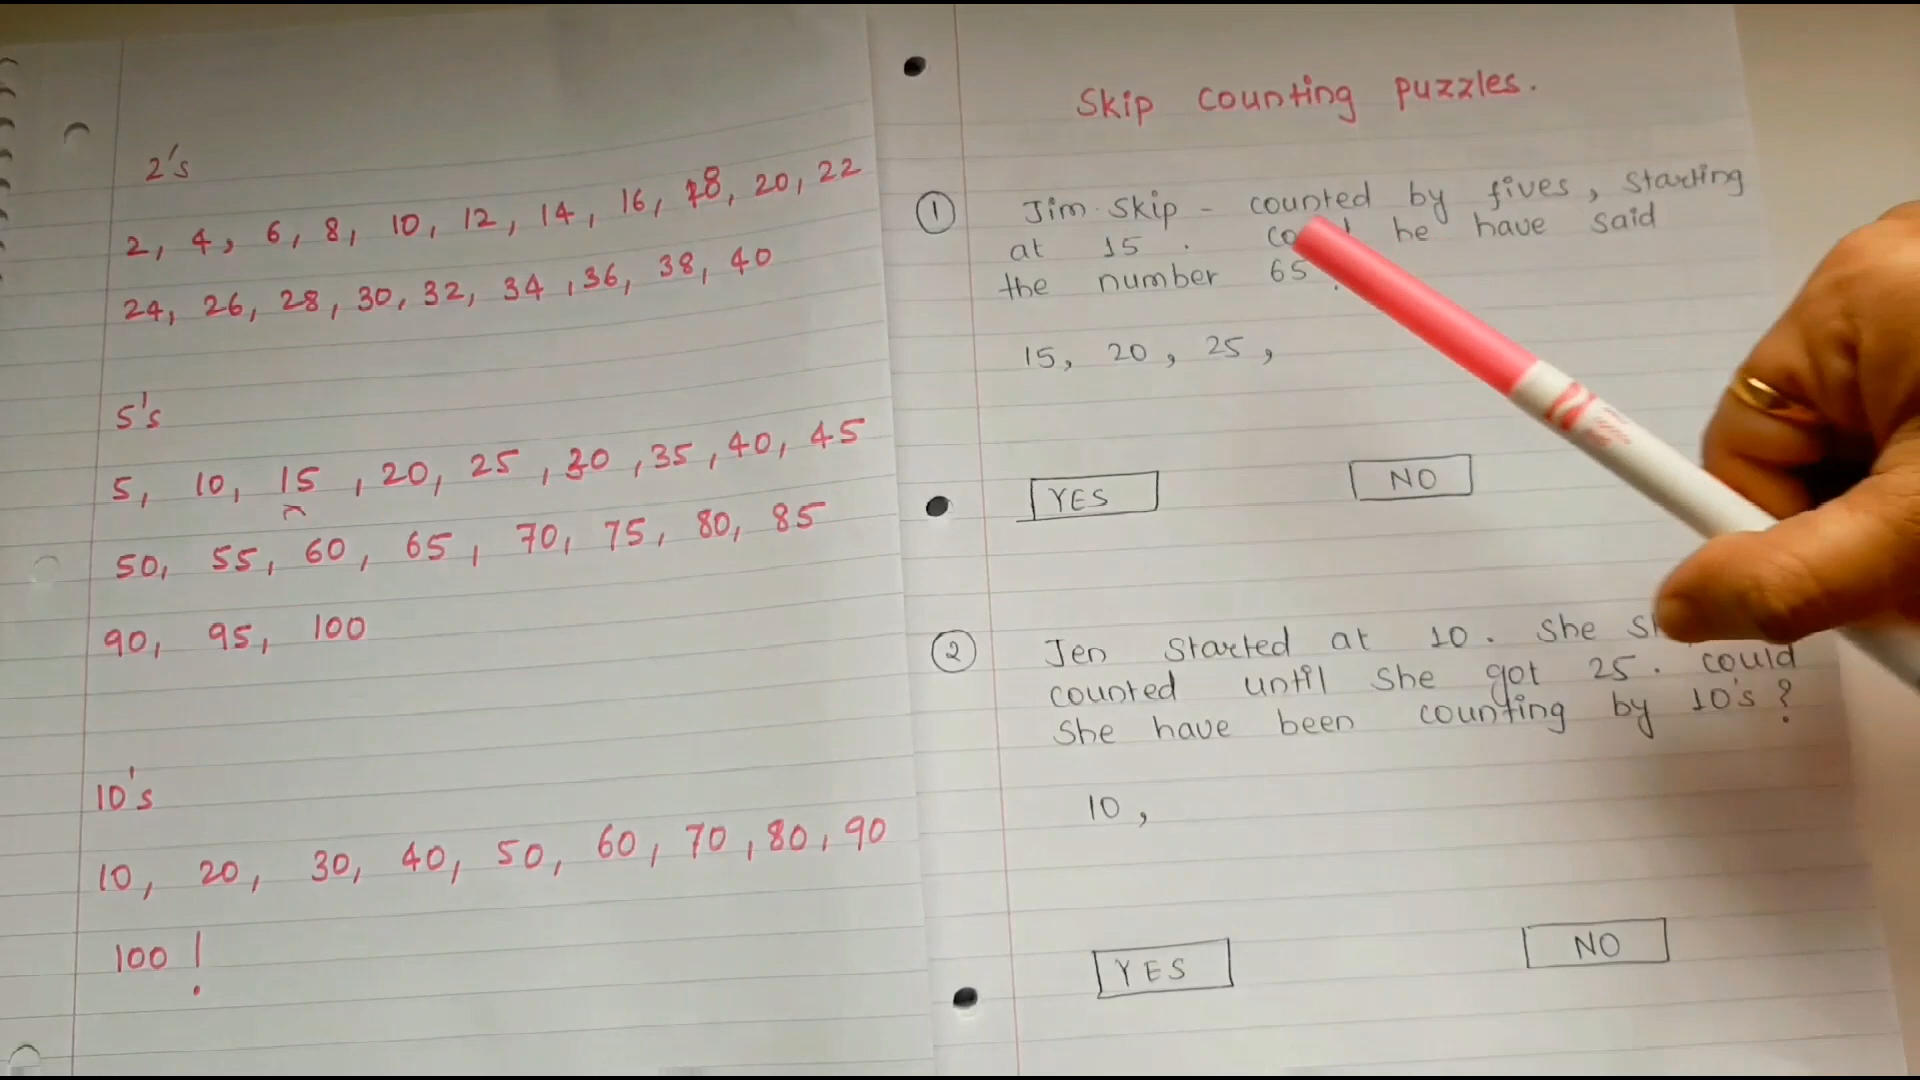 2's
2, 4, 6, 8, 10, 12, 14, 16, 18, 20, 22
24, 26, 28, 30, 32, 34, 36, 38, 40
5's
5, 10, 15, 20, 25, 30, 35, 40, 45
50, 55, 60, 65, 70, 75, 80, 85
90, 95, 100
10's
10, 20, 30, 40, 50, 60, 70, 80, 90
100 !
Skip counting puzzles.
1 Jim Skip - counted by fives, starting
at 15. he have said
the number 65
15, 20, 25,
YES NO
2 Jen started at 10. She
counted until she got 25. could
She have been counting by 10's?
10,
YES NO